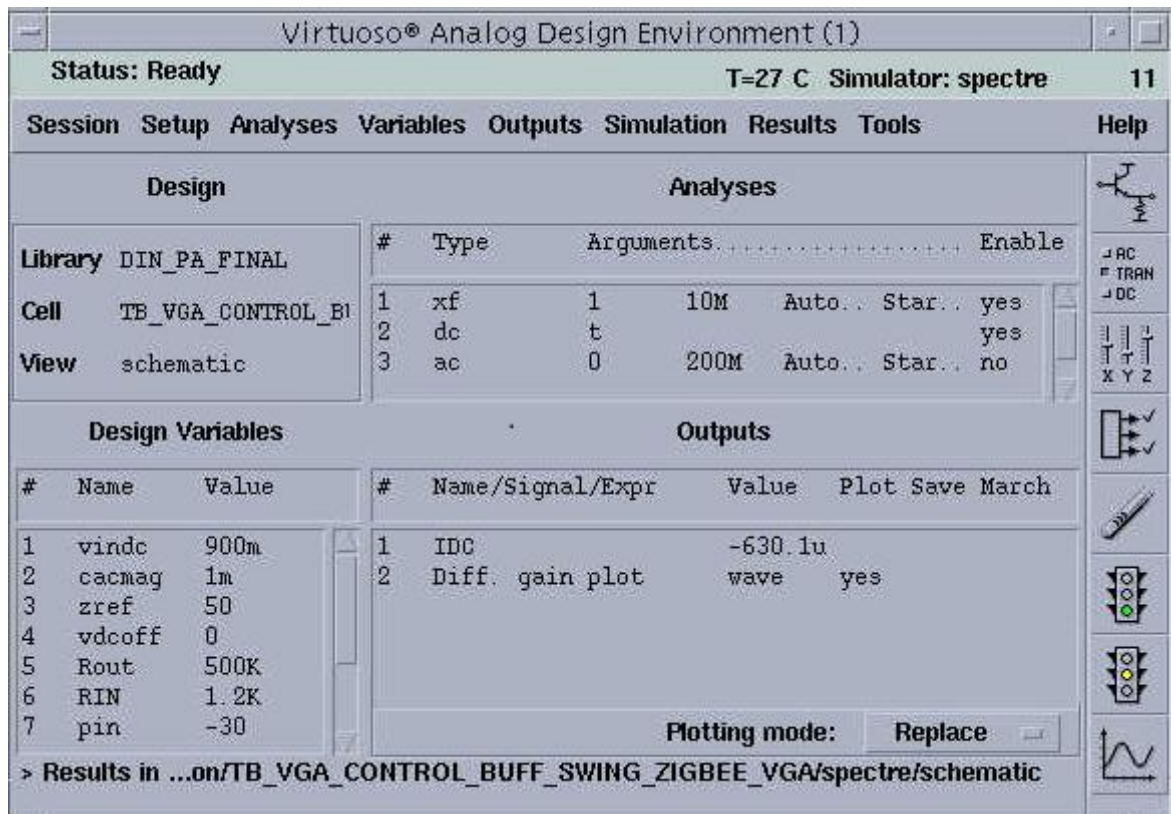 Virtuoso® Analog Design Environment (1)
Status: Ready T=27 C Simulator: spectre 11
Session Setup Analyses Variables Outputs Simulation Results Tools Help
Design
Library DIN_PA_FINAL
Cell TB_VGA_CONTROL_B
View schematic
Analyses
# Type Arguments................... Enable
1 xf 1 10M Auto.. Star.. yes
2 dc t yes
3 ac 0 200M Auto.. Star.. no
AC
TRAN
DC
X Y Z
Design Variables
# Name Value
1 vindc 900m
2 cacmag 1m
3 zref 50
4 vdcoff 0
5 Rout 500K
6 RIN 1.2K
7 pin -30
Outputs
# Name/Signal/Expr Value Plot Save March
1 IDC -630.1u
2 Diff. gain plot wave yes
Plotting mode: Replace
> Results in ...on/TB_VGA_CONTROL_BUFF_SWING_ZIGBEE_VGA/spectre/schematic